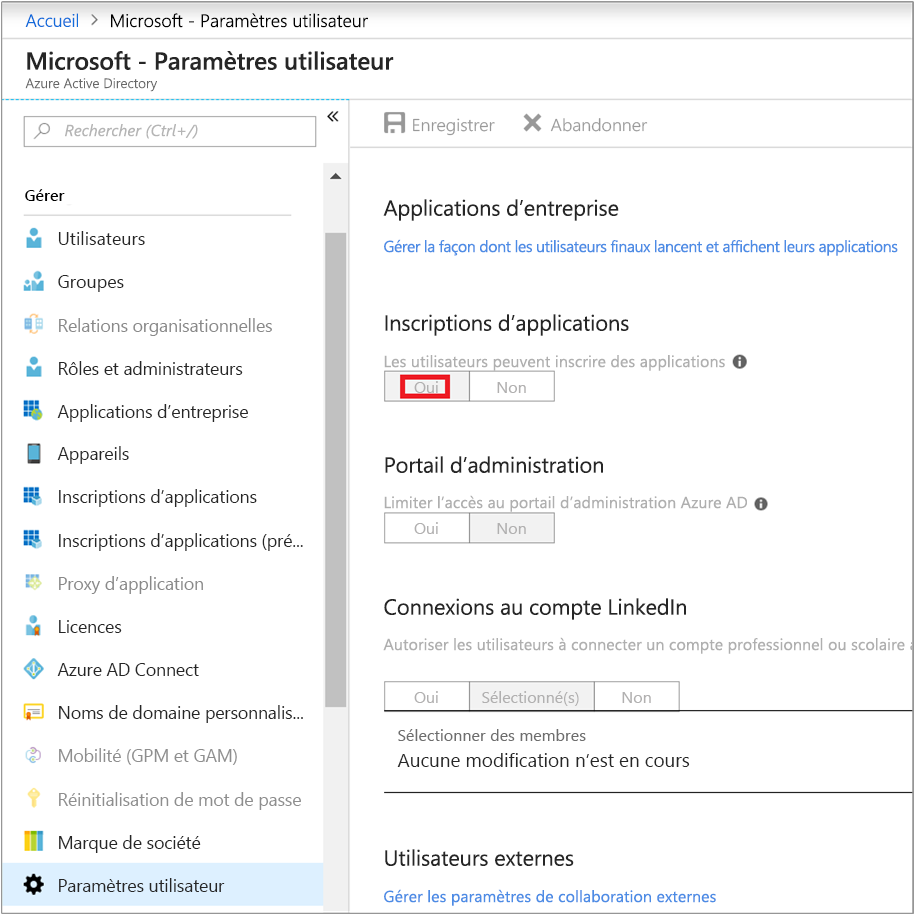 Accueil > Microsoft - Paramètres utilisateur
Microsoft - Paramètres utilisateur
Azure Active Directory
Rechercher (Ctrl+/)
«
Gérer
Utilisateurs
Groupes
Relations organisationnelles
Rôles et administrateurs
Applications d’entreprise
Appareils
Inscriptions d’applications
Inscriptions d’applications (pré...
Proxy d’application
Licences
Azure AD Connect
Noms de domaine personnalis...
Mobilité (GPM et GAM)
Réinitialisation de mot de passe
Marque de société
Paramètres utilisateur
Enregistrer
Abandonner
Applications d’entreprise
Gérer la façon dont les utilisateurs finaux lancent et affichent leurs applications
Inscriptions d’applications
Les utilisateurs peuvent inscrire des applications
Oui Non
Portail d’administration
Limiter l’accès au portail d’administration Azure AD
Oui Non
Connexions au compte LinkedIn
Autoriser les utilisateurs à connecter un compte professionnel ou scolaire
Oui Sélectionné(s) Non
Sélectionner des membres
Aucune modification n’est en cours
Utilisateurs externes
Gérer les paramètres de collaboration externes